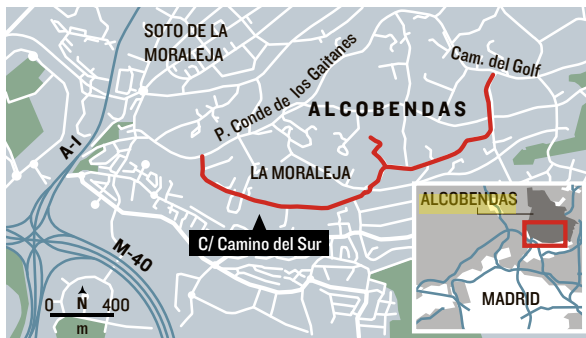 SOTO DE LA
MORALEJA
Cam. del Golf
P. Conde de los Gaitanes
ALCOBENDAS
A-1
LA MORALEJA
C/ Camino del Sur
M-40
0 N 400
m
ALCOBENDAS
MADRID